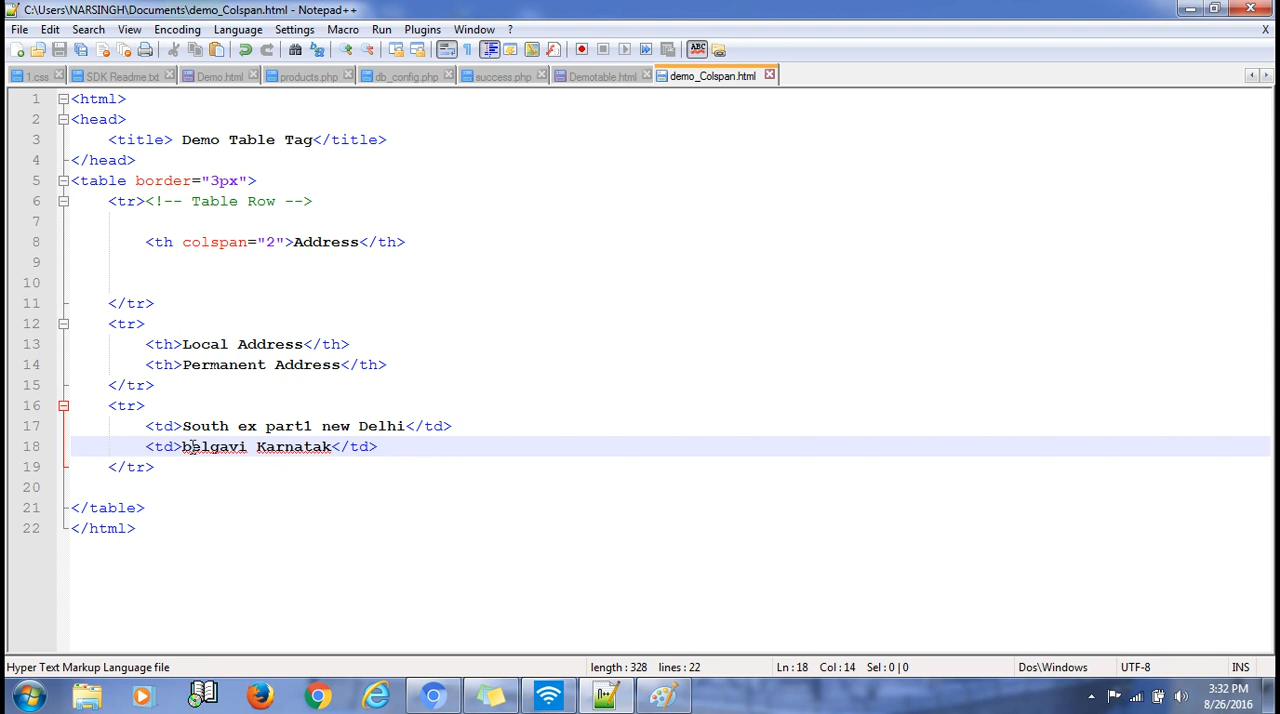 C:\Users\NARSINGH\Documents\demo_Colspan.html - Notepad++
File Edit Search View Encoding Language Settings Macro Run Plugins Window ? X
1.css SDK Readme.txt Demo.html products.php db_config.php success.php Demotable.html demo_Colspan.html
1 <html>
2 <head>
3 <title> Demo Table Tag</title>
4 </head>
5 <table border="3px">
6 <tr><!-- Table Row -->
7
8 <th colspan="2">Address</th>
9
10
11 </tr>
12 <tr>
13 <th>Local Address</th>
14 <th>Permanent Address</th>
15 </tr>
16 <tr>
17 <td>South ex part1 new Delhi</td>
18 <td>belgavi Karnatak</td>
19 </tr>
20
21 </table>
22 </html>
Hyper Text Markup Language file length : 328 lines : 22 Ln : 18 Col : 14 Sel : 0 | 0 Dos\Windows UTF-8 INS
3:32 PM
8/26/2016